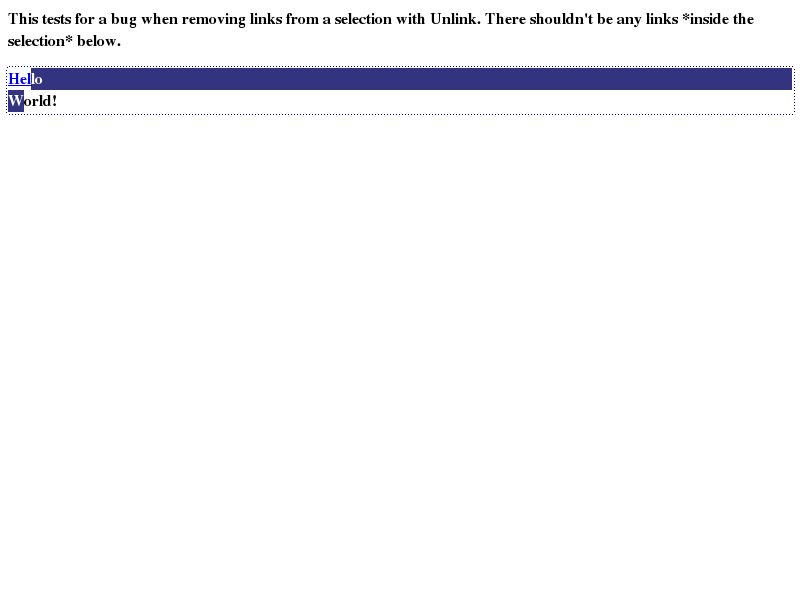 This tests for a bug when removing links from a selection with Unlink. There shouldn't be any links *inside the
selection* below.
Hello
World!